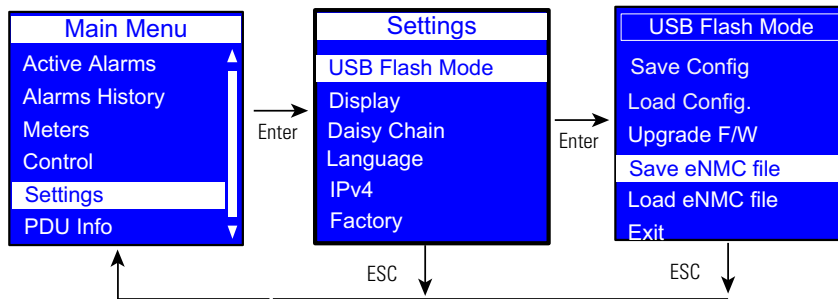 Main Menu
Active Alarms
Alarms History
Meters
Control
Settings
PDU Info
Enter
Settings
USB Flash Mode
Display
Daisy Chain
Language
IPv4
Factory
Enter
USB Flash Mode
Save Config
Load Config.
Upgrade F/W
Save eNMC file
Load eNMC file
Exit
ESC
ESC